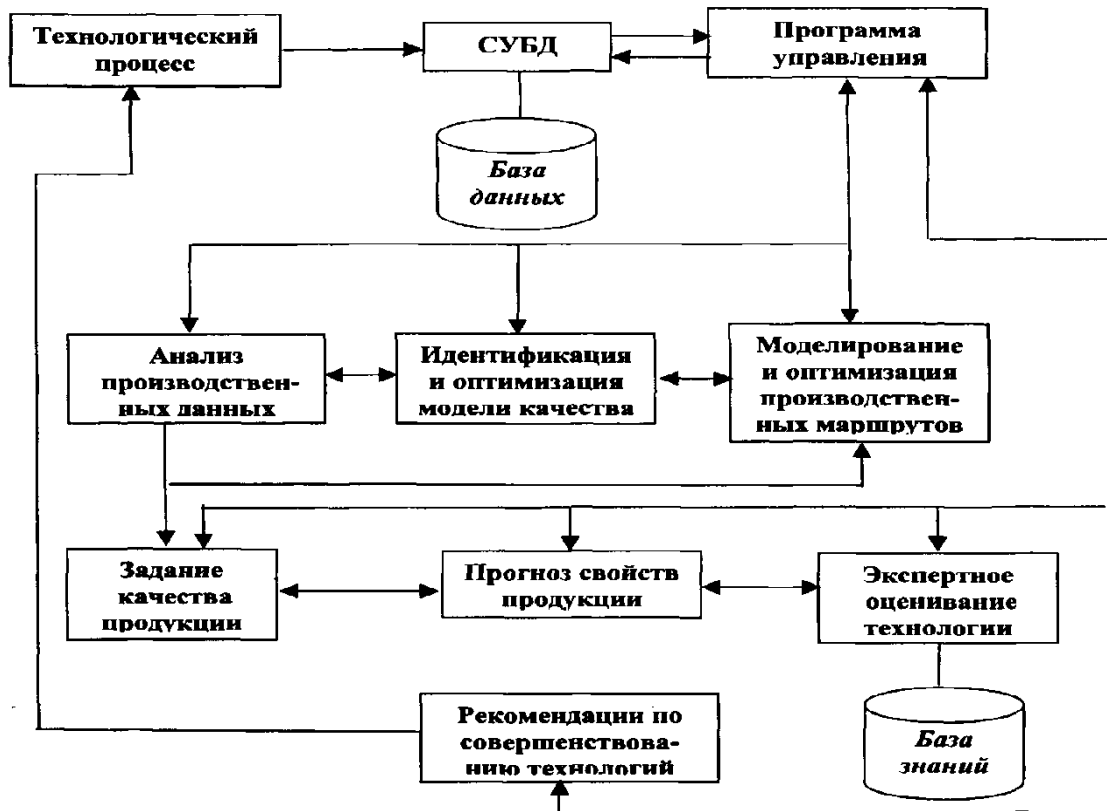 Технологический
процесс
СУБД
Программа
управления
База
данных
Анализ
производствен-
ных данных
Идентификация
и оптимизация
модели качества
Моделирование
и оптимизация
производствен-
ных маршрутов
Задание
качества
продукции
Прогноз свойств
продукции
Экспертное
оценивание
технологии
Рекомендации по
совершенствова-
нию технологий
База
знаний